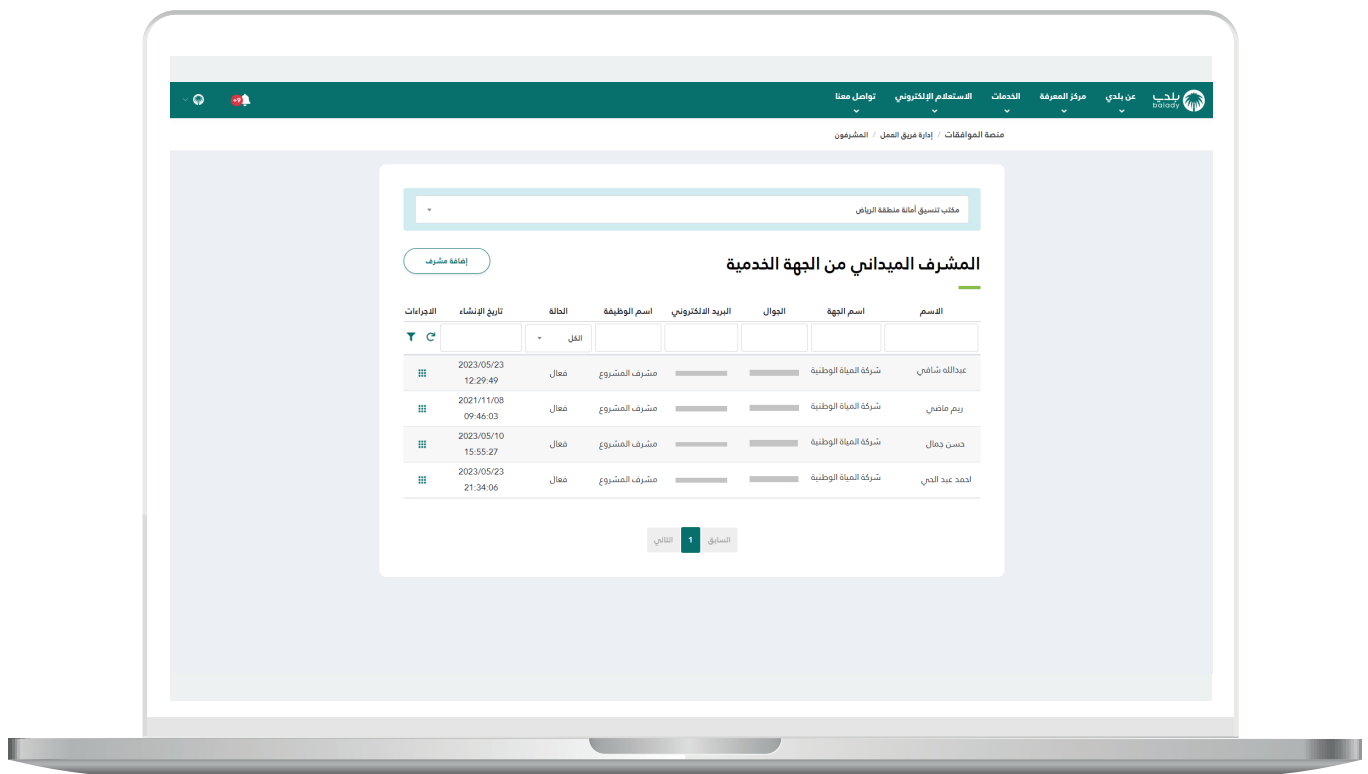 بلدي
balady
عن بلدي
مركز المعرفة
الخدمات
الاستعلام الإلكتروني
تواصل معنا
+9
منصة الموافقات / إدارة فريق العمل / المشرفون
مكتب تنسيق أمانة منطقة الرياض
المشرف الميداني من الجهة الخدمية
إضافة مشرف
الاسم اسم الجهة الجوال البريد الالكتروني اسم الوظيفة الحالة تاريخ الإنشاء الاجراءات
الكل
عبدالله شافي شركة المياة الوطنية مشرف المشروع فعال 2023/05/23
12:29:49
ريم ماضي شركة المياة الوطنية مشرف المشروع فعال 2021/11/08
09:46:03
حسن جمال شركة المياة الوطنية مشرف المشروع فعال 2023/05/10
15:55:27
احمد عبد الحي شركة المياة الوطنية مشرف المشروع فعال 2023/05/23
21:34:06
السابق 1 التالي